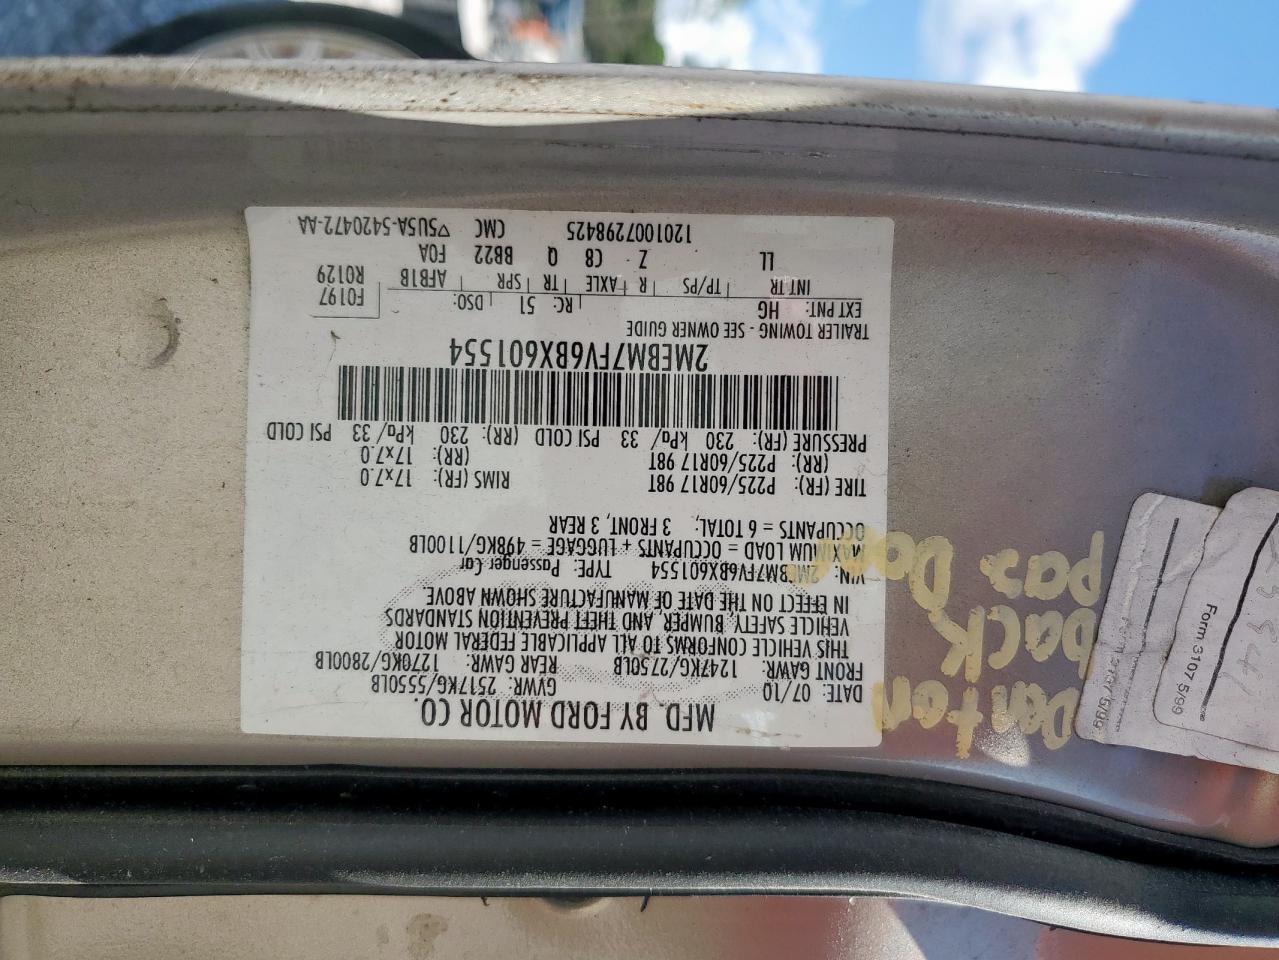 MFD. BY FORD MOTOR CO.
DATE: 07/10 GVWR: 2517KG/5550LB
FRONT GAWR: 1247KG/2750LB REAR GAWR: 1270KG/2800LB
THIS VEHICLE CONFORMS TO ALL APPLICABLE FEDERAL MOTOR
VEHICLE SAFETY, BUMPER, AND THEFT PREVENTION STANDARDS
IN EFFECT ON THE DATE OF MANUFACTURE SHOWN ABOVE.
VIN: 2MEBM7FV6BX601554 TYPE: Passenger Car
MAXIMUM LOAD = OCCUPANTS + LUGGAGE = 498KG/1100LB
OCCUPANTS = 6 TOTAL; 3 FRONT, 3 REAR
TIRE (FR): P225/60R17 98T RIMS (FR): 17x7.0
(RR): P225/60R17 98T (RR): 17x7.0
PRESSURE (FR): 230 kPa/ 33 PSI COLD (RR): 230 kPa/ 33 PSI COLD
2MEBM7FV6BX601554
TRAILER TOWING - SEE OWNER GUIDE
EXT PNT: HG RC: 51 DSO: F0197
INT TR TP/PS R AXLE TR SPR AFB1B R0129
LL Z C8 Q BB22 FOA
1201007298425 CMC ▽5U5A-5420472-AA
Back
Door
Form 3107 5/99